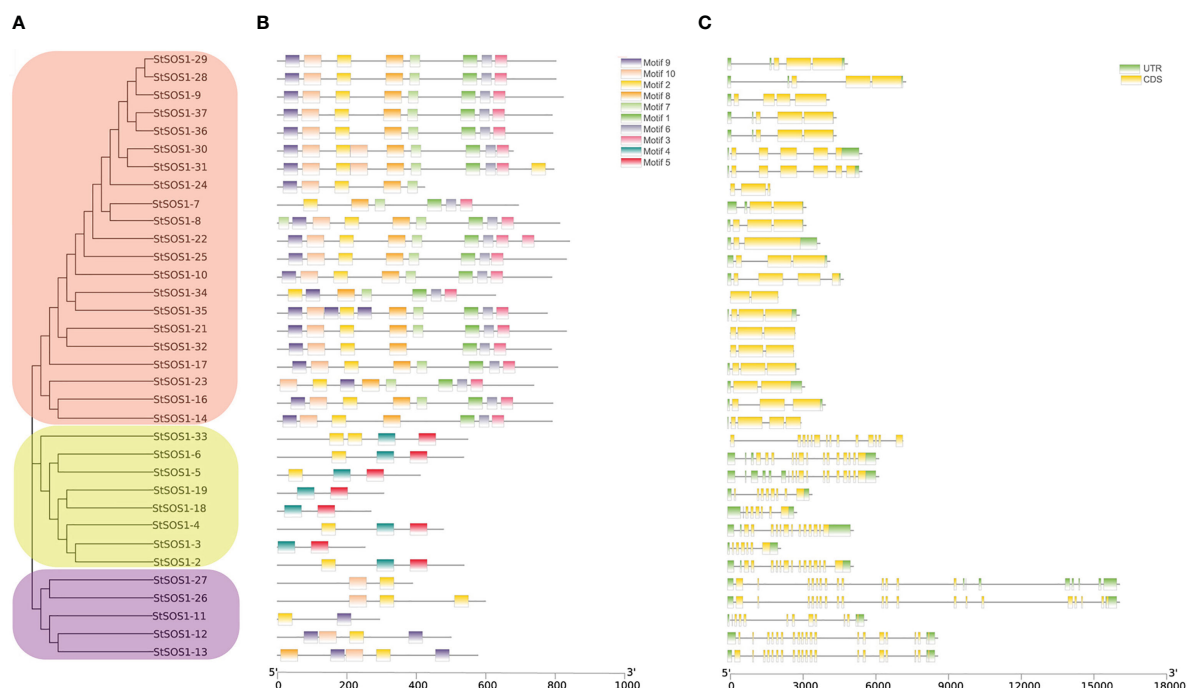 A
B
C
StSOS1-29
StSOS1-28
StSOS1-9
StSOS1-37
StSOS1-36
StSOS1-30
StSOS1-31
StSOS1-24
StSOS1-7
StSOS1-8
StSOS1-22
StSOS1-25
StSOS1-10
StSOS1-34
StSOS1-35
StSOS1-21
StSOS1-32
StSOS1-17
StSOS1-23
StSOS1-16
StSOS1-14
StSOS1-33
StSOS1-6
StSOS1-5
StSOS1-19
StSOS1-18
StSOS1-4
StSOS1-3
StSOS1-2
StSOS1-27
StSOS1-26
StSOS1-11
StSOS1-12
StSOS1-13
Motif 9
Motif 10
Motif 2
Motif 8
Motif 7
Motif 1
Motif 6
Motif 3
Motif 4
Motif 5
UTR
CDS
5' 3'
0 200 400 600 800 1000
5' 3'
0 3000 6000 9000 12000 15000 18000